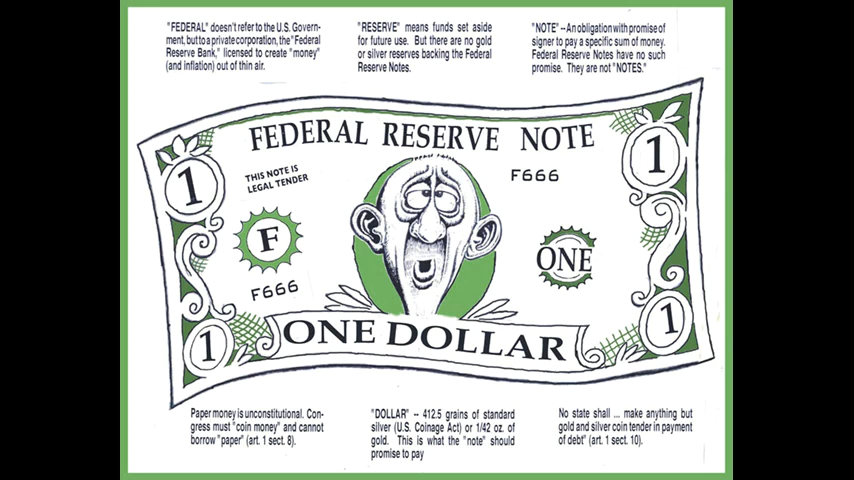 "FEDERAL" doesn't refer to the U.S. Govern-
ment, but to a private corporation, the "Federal
Reserve Bank," licensed to create "money"
(and inflation) out of thin air.
"RESERVE" means funds set aside
for future use. But there are no gold
or silver reserves backing the Federal
Reserve Notes.
"NOTE" -- An obligation with promise of
signer to pay a specific sum of money.
Federal Reserve Notes have no such
promise. They are not "NOTES."
FEDERAL RESERVE NOTE
1
1
THIS NOTE IS
LEGAL TENDER
F666
F
ONE
F666
1
ONE DOLLAR
1
Paper money is unconstitutional. Con-
gress must "coin money" and cannot
borrow "paper" (art. 1 sect. 8).
"DOLLAR" -- 412.5 grains of standard
silver (U.S. Coinage Act) or 1/42 oz. of
gold. This is what the "note" should
promise to pay
No state shall ... make anything but
gold and silver coin tender in payment
of debt" (art. 1 sect. 10).